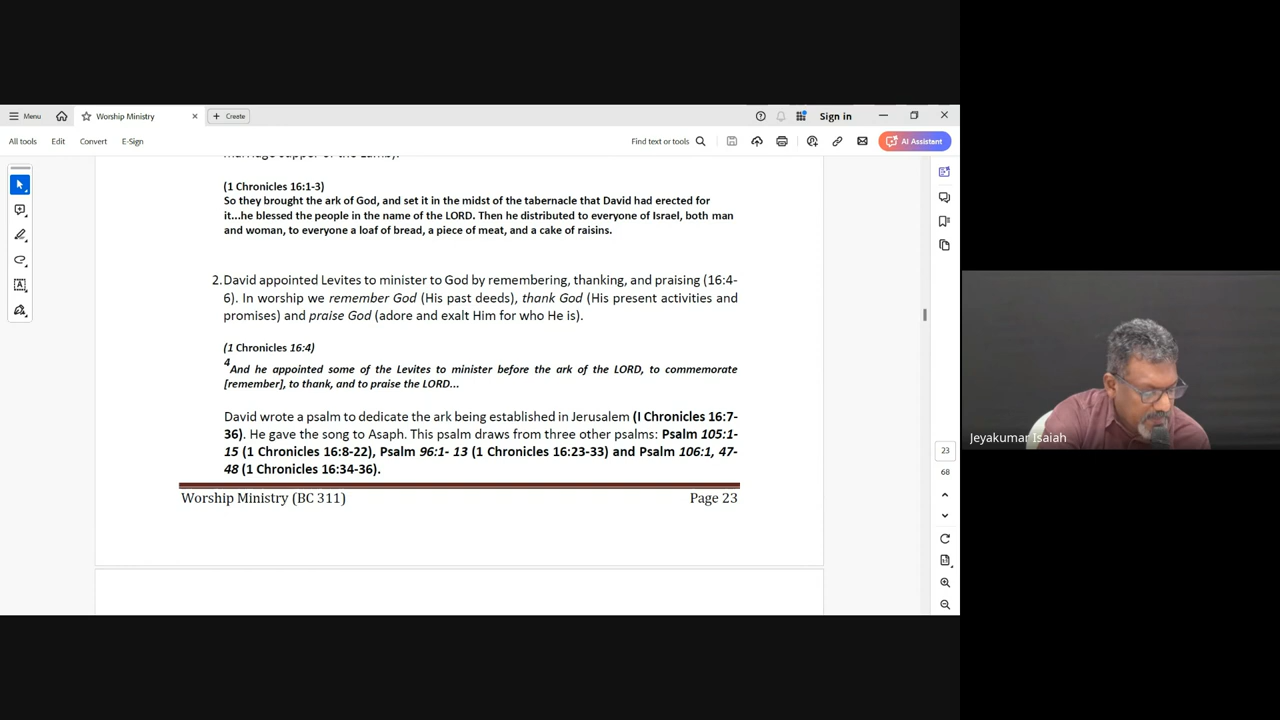 Menu
Worship Ministry
Create
Sign in
All tools
Edit
Convert
E-Sign
Find text or tools
AI Assistant
marriage supper of the Lamb).
(1 Chronicles 16:1-3)
So they brought the ark of God, and set it in the midst of the tabernacle that David had erected for
it...he blessed the people in the name of the LORD. Then he distributed to everyone of Israel, both man
and woman, to everyone a loaf of bread, a piece of meat, and a cake of raisins.
2. David appointed Levites to minister to God by remembering, thanking, and praising (16:4-
6). In worship we remember God (His past deeds), thank God (His present activities and
promises) and praise God (adore and exalt Him for who He is).
(1 Chronicles 16:4)
4 And he appointed some of the Levites to minister before the ark of the LORD, to commemorate
[remember], to thank, and to praise the LORD...
David wrote a psalm to dedicate the ark being established in Jerusalem (I Chronicles 16:7-
36). He gave the song to Asaph. This psalm draws from three other psalms: Psalm 105:1-
15 (1 Chronicles 16:8-22), Psalm 96:1- 13 (1 Chronicles 16:23-33) and Psalm 106:1, 47-
48 (1 Chronicles 16:34-36).
Worship Ministry (BC 311)
Page 23
23
68
Jeyakumar Isaiah